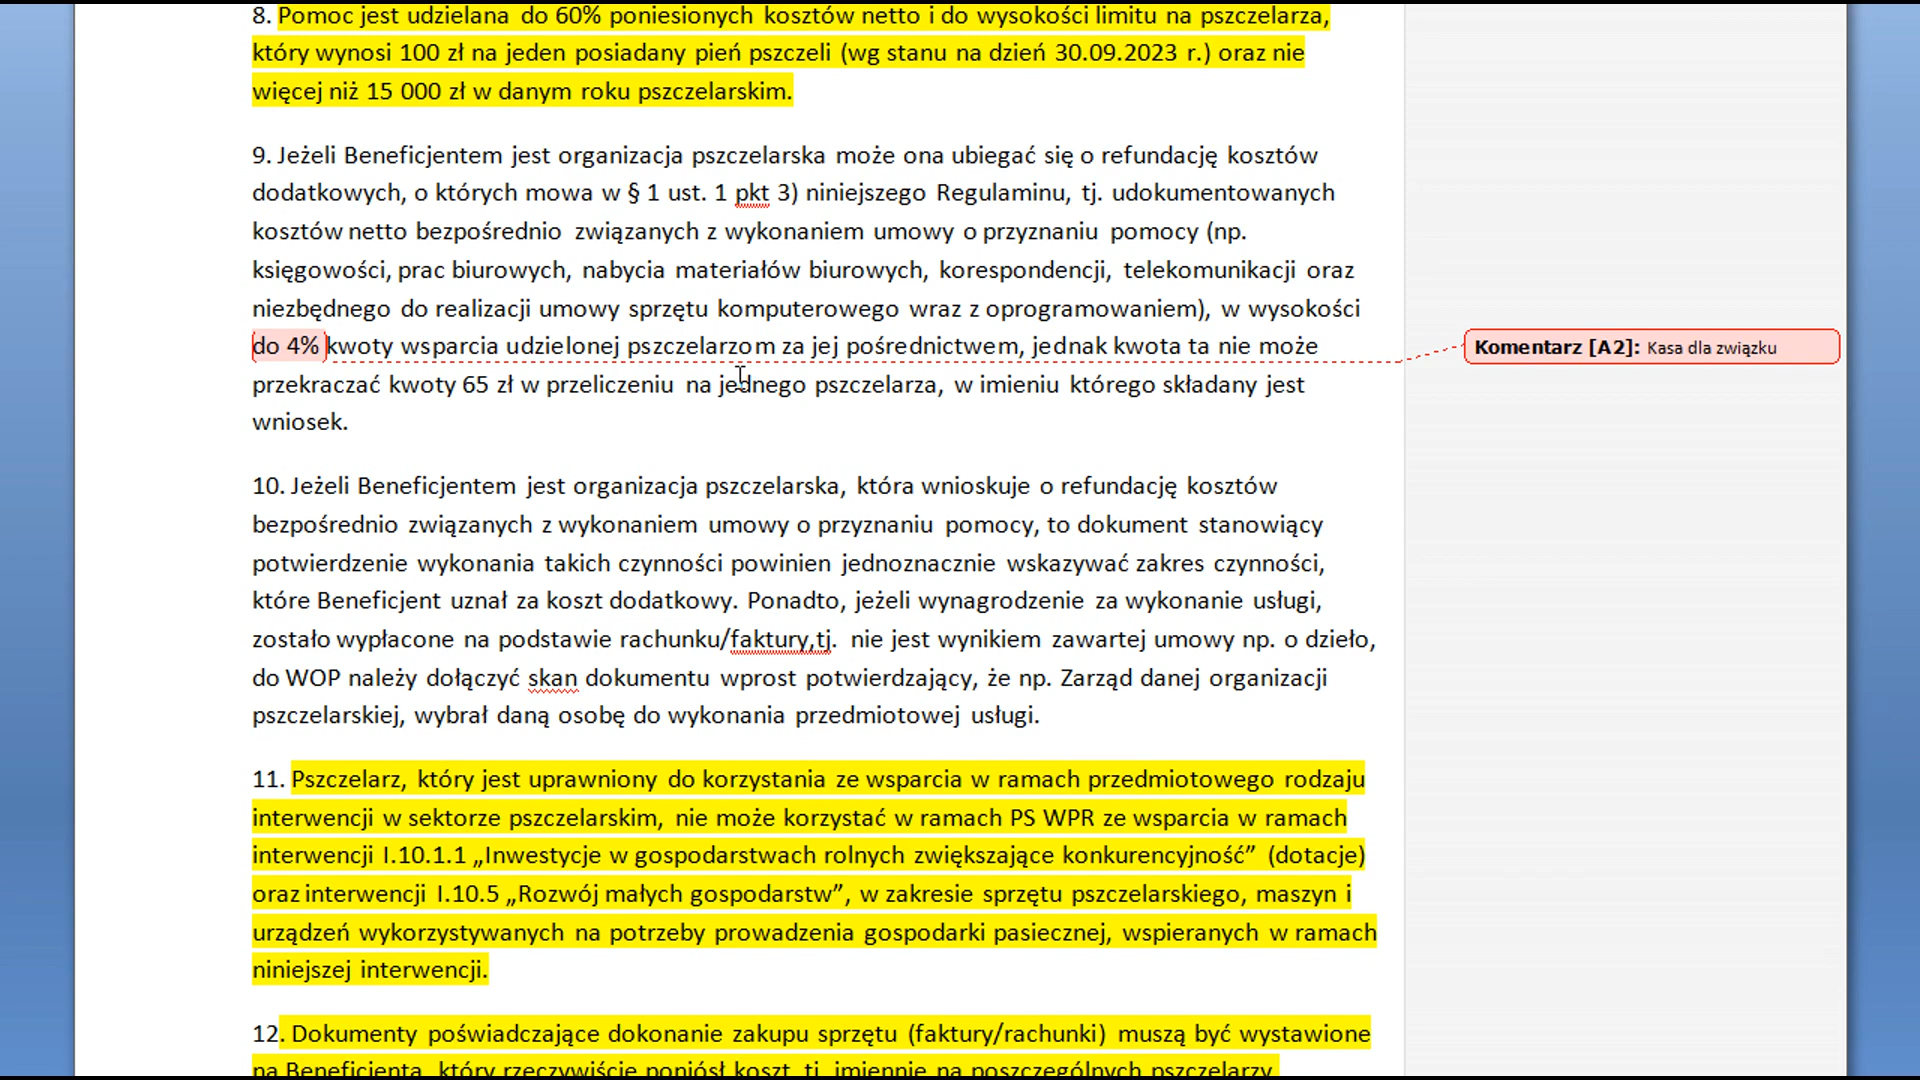 8. Pomoc jest udzielana do 60% poniesionych kosztów netto i do wysokości limitu na pszczelarza,
który wynosi 100 zł na jeden posiadany pień pszczeli (wg stanu na dzień 30.09.2023 r.) oraz nie
więcej niż 15 000 zł w danym roku pszczelarskim.
9. Jeżeli Beneficjentem jest organizacja pszczelarska może ona ubiegać się o refundację kosztów
dodatkowych, o których mowa w § 1 ust. 1 pkt 3) niniejszego Regulaminu, tj. udokumentowanych
kosztów netto bezpośrednio związanych z wykonaniem umowy o przyznaniu pomocy (np.
księgowości, prac biurowych, nabycia materiałów biurowych, korespondencji, telekomunikacji oraz
niezbędnego do realizacji umowy sprzętu komputerowego wraz z oprogramowaniem), w wysokości
do 4% kwoty wsparcia udzielonej pszczelarzom za jej pośrednictwem, jednak kwota ta nie może
Komentarz [A2]: Kasa dla związku
przekraczać kwoty 65 zł w przeliczeniu na jednego pszczelarza, w imieniu którego składany jest
wniosek.
10. Jeżeli Beneficjentem jest organizacja pszczelarska, która wnioskuje o refundację kosztów
bezpośrednio związanych z wykonaniem umowy o przyznaniu pomocy, to dokument stanowiący
potwierdzenie wykonania takich czynności powinien jednoznacznie wskazywać zakres czynności,
które Beneficjent uznał za koszt dodatkowy. Ponadto, jeżeli wynagrodzenie za wykonanie usługi,
zostało wypłacone na podstawie rachunku/faktury,tj. nie jest wynikiem zawartej umowy np. o dzieło,
do WOP należy dołączyć skan dokumentu wprost potwierdzający, że np. Zarząd danej organizacji
pszczelarskiej, wybrał daną osobę do wykonania przedmiotowej usługi.
11. Pszczelarz, który jest uprawniony do korzystania ze wsparcia w ramach przedmiotowego rodzaju
interwencji w sektorze pszczelarskim, nie może korzystać w ramach PS WPR ze wsparcia w ramach
interwencji I.10.1.1 „Inwestycje w gospodarstwach rolnych zwiększające konkurencyjność” (dotacje)
oraz interwencji I.10.5 „Rozwój małych gospodarstw”, w zakresie sprzętu pszczelarskiego, maszyn i
urządzeń wykorzystywanych na potrzeby prowadzenia gospodarki pasiecznej, wspieranych w ramach
niniejszej interwencji.
12. Dokumenty poświadczające dokonanie zakupu sprzętu (faktury/rachunki) muszą być wystawione
na Beneficjenta, który rzeczywiście poniósł koszt, tj. imiennie na poszczególnych pszczelarzy